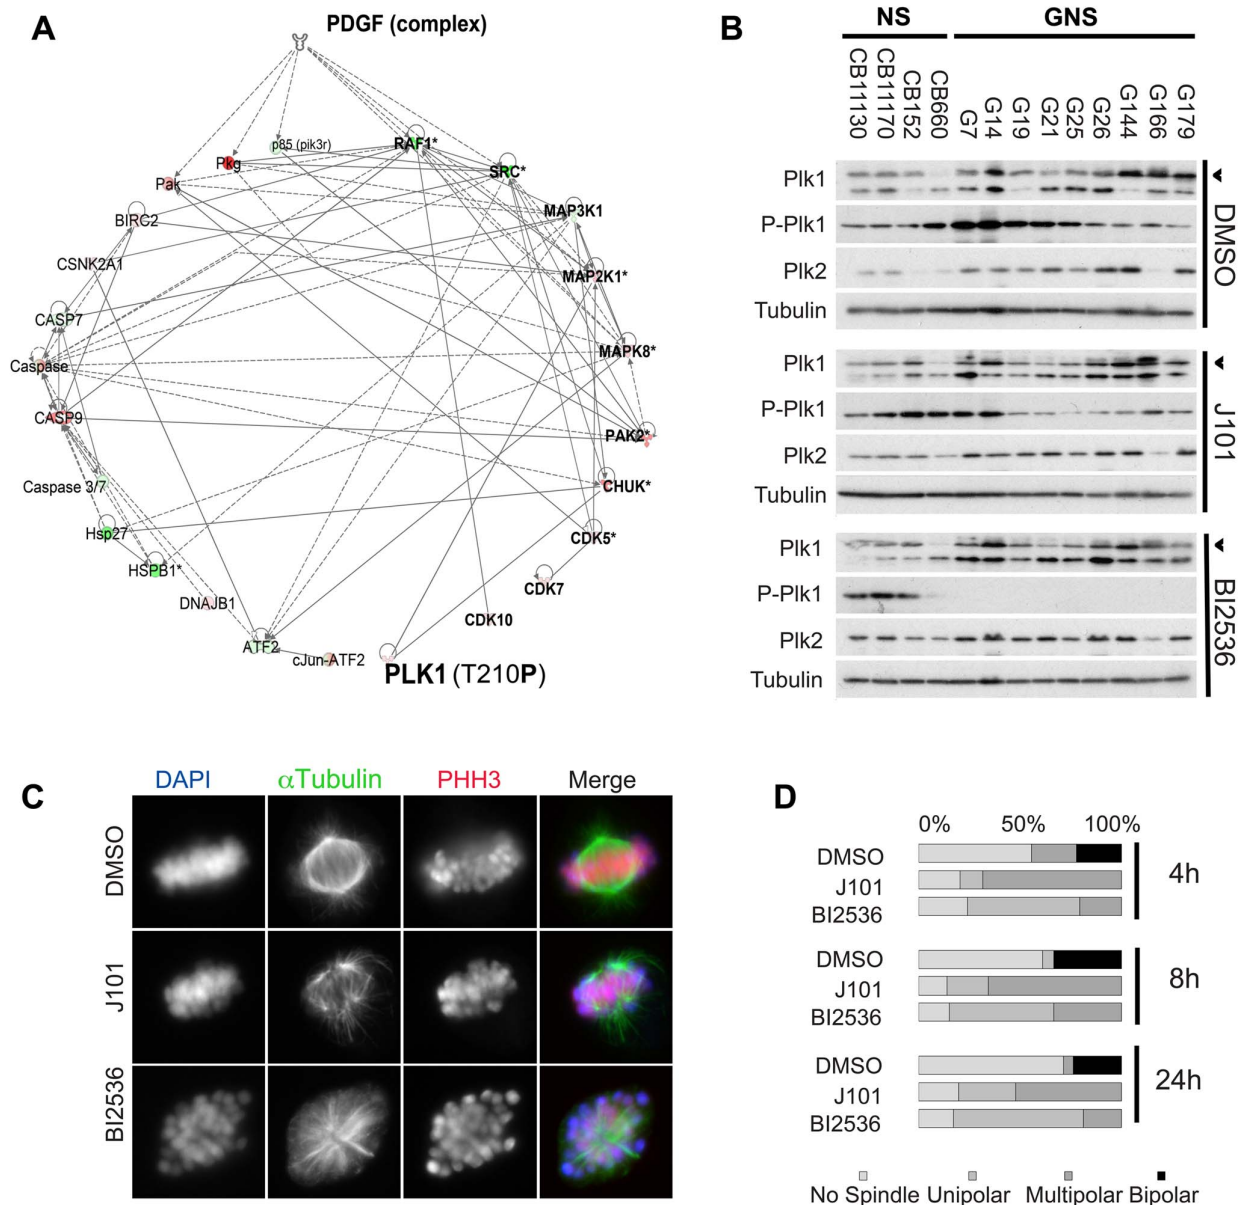 A
PDGF (complex)
p85 (pik3r)
RAF1*
Pkg
SRC*
Pak
MAP3K1
BIRC2
CSNK2A1
MAP2K1*
CASP7
MAPK8*
Caspase
CASP9
PAK2*
Caspase 3/7
CHUK*
Hsp27
CDK5*
HSPB1*
CDK7
DNAJB1
CDK10
ATF2
cJun-ATF2
PLK1 (T210P)
B
NS GNS
CB11130 CB11170 CB152 CB660 G7 G14 G19 G21 G25 G26 G144 G166 G179
Plk1
P-Plk1
Plk2
Tubulin
DMSO
Plk1
P-Plk1
Plk2
Tubulin
J101
Plk1
P-Plk1
Plk2
Tubulin
BI2536
C
DAPI αTubulin PHH3 Merge
DMSO
J101
BI2536
D
0% 50% 100%
DMSO
J101
BI2536
4h
DMSO
J101
BI2536
8h
DMSO
J101
BI2536
24h
No Spindle Unipolar Multipolar Bipolar